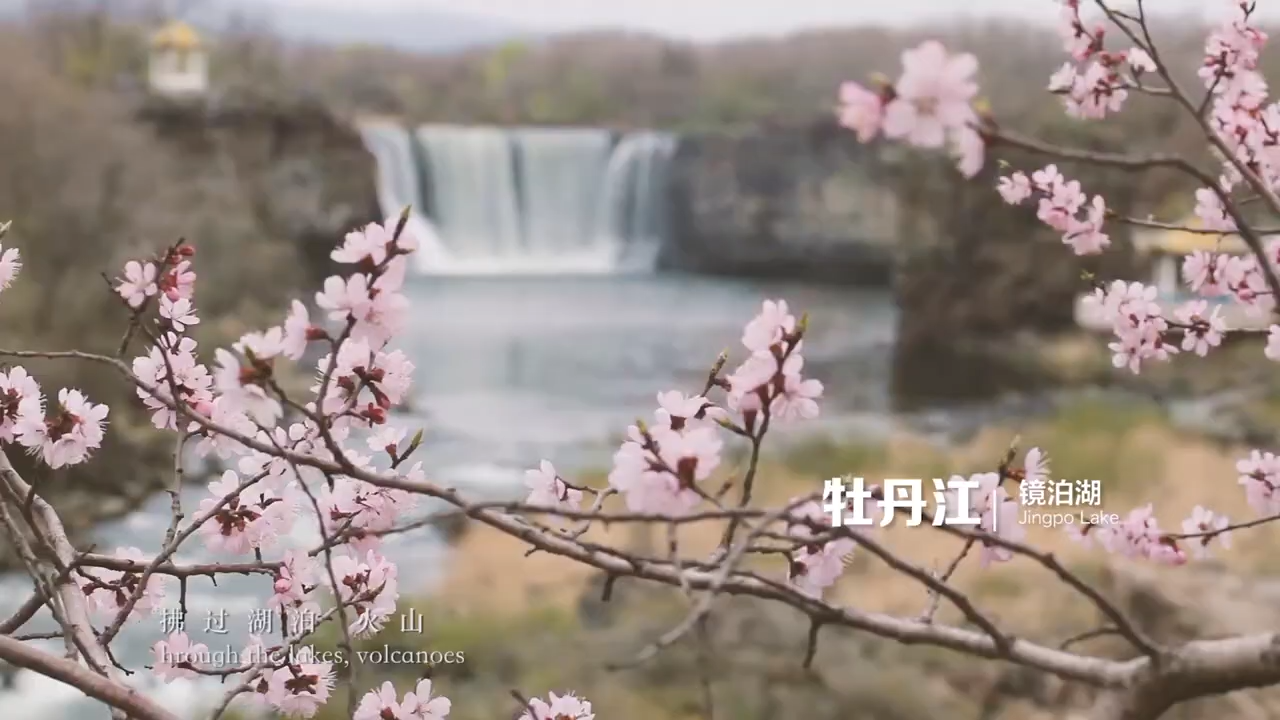 牡丹江
镜泊湖
Jingpo Lake
拂过湖泊 火山
through the lakes, volcanoes